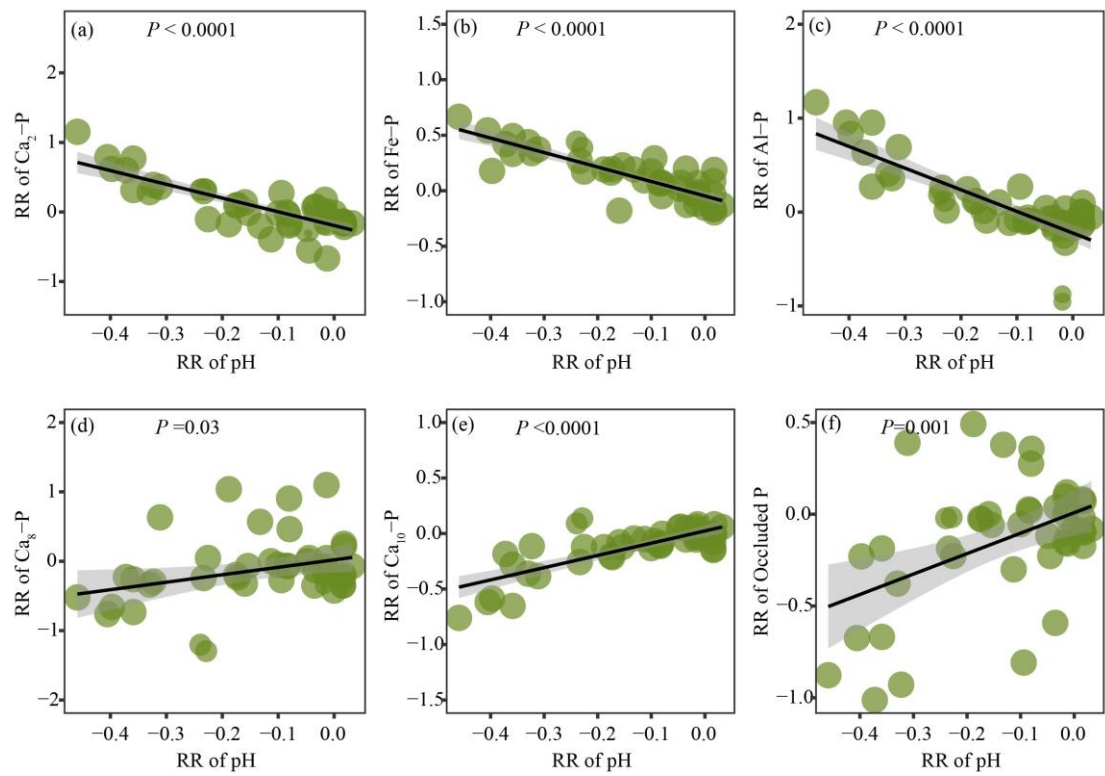 (a)
P < 0.0001
RR of Ca₂−P
2
1
0
−1
−0.4 −0.3 −0.2 −0.1 0.0
RR of pH
(b)
P < 0.0001
RR of Fe−P
1.5
1.0
0.5
0.0
−0.5
−1.0
−0.4 −0.3 −0.2 −0.1 0.0
RR of pH
(c)
P < 0.0001
RR of Al−P
2
1
0
−1
−0.4 −0.3 −0.2 −0.1 0.0
RR of pH
(d)
P =0.03
RR of Ca₈−P
2
1
0
−1
−2
−0.4 −0.3 −0.2 −0.1 0.0
RR of pH
(e)
P <0.0001
RR of Ca₁₀−P
1.0
0.5
0.0
−0.5
−1.0
−1.5
−0.4 −0.3 −0.2 −0.1 0.0
RR of pH
(f)
P=0.001
RR of Occluded P
0.5
0.0
−0.5
−1.0
−0.4 −0.3 −0.2 −0.1 0.0
RR of pH